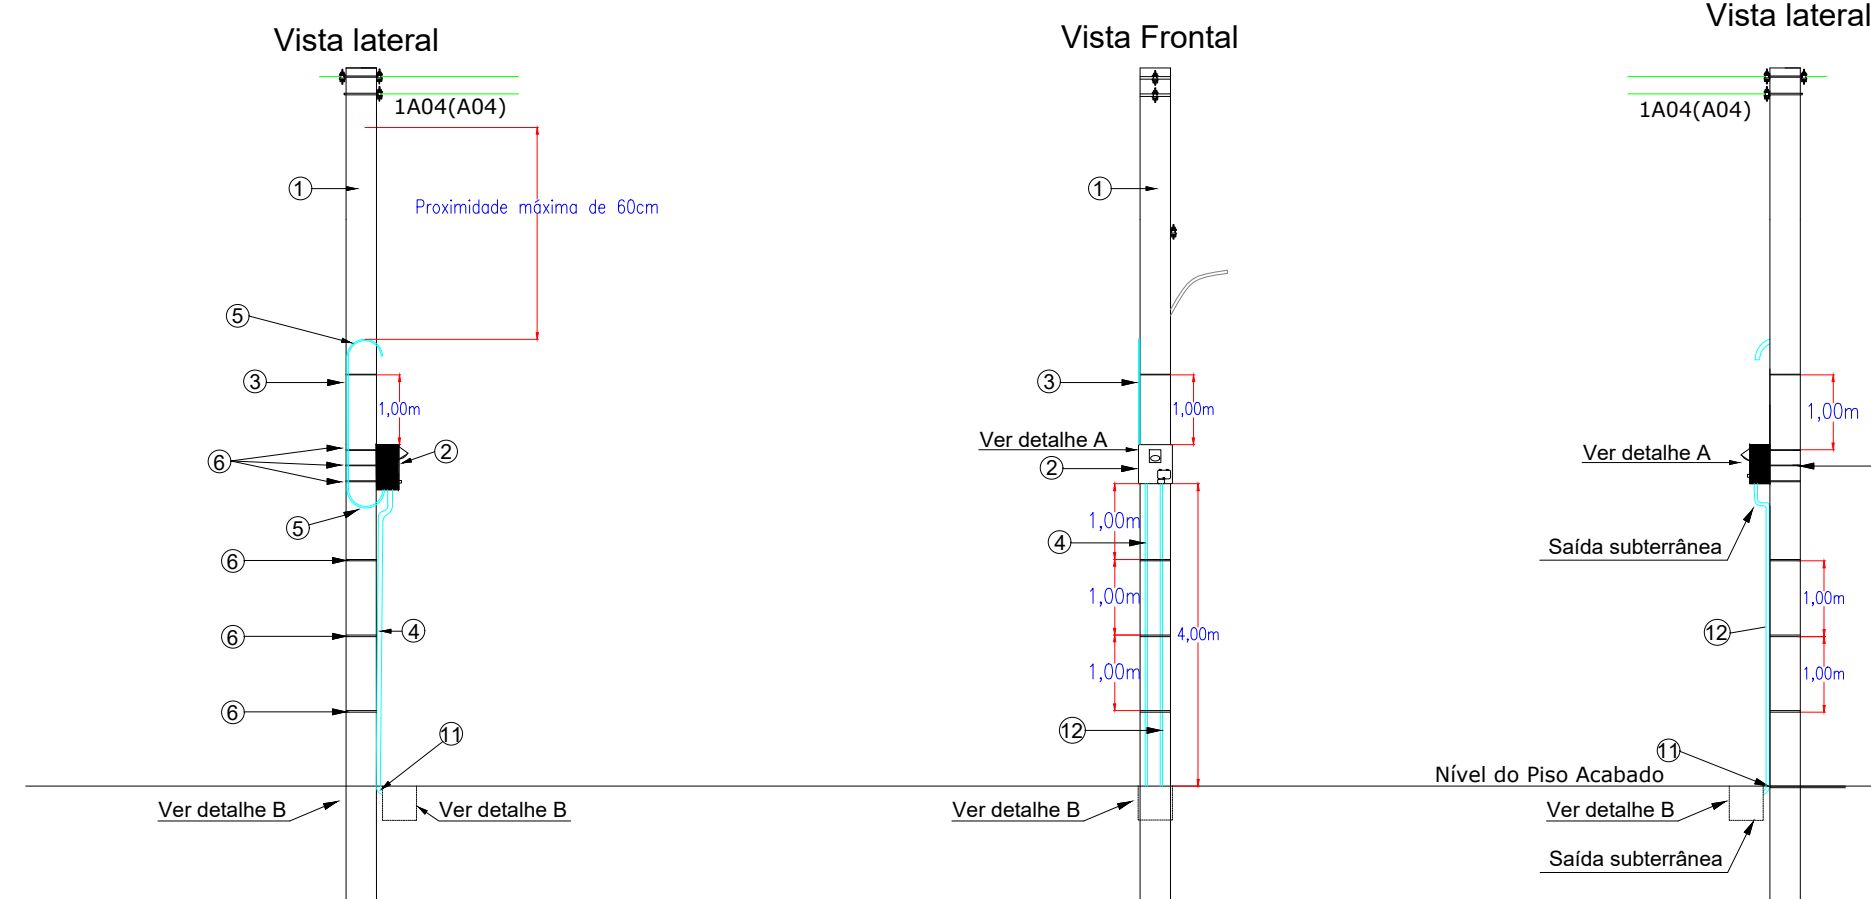 Vista lateral
1A04(A04)
1
Proximidade máxima de 60cm
5
3
1,00m
6
2
5
6
6
4
6
11
Ver detalhe B
Ver detalhe B
Vista Frontal
1
3
1,00m
Ver detalhe A
2
1,00m
4
1,00m
4,00m
1,00m
12
Ver detalhe B
Vista lateral
1A04(A04)
1,00m
Ver detalhe A
Saída subterrânea
1,00m
12
1,00m
11
Nível do Piso Acabado
Ver detalhe B
Saída subterrânea